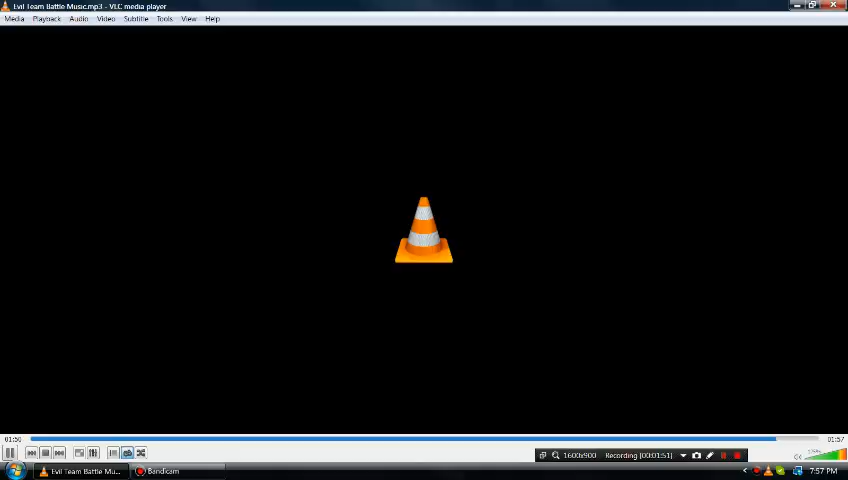 Evil Team Battle Music.mp3 - VLC media player
Media Playback Audio Video Subtitle Tools View Help
01:50 01:57
1600x900 Recording [00:01:51]
Evil Team Battle Mu... Bandicam 7:57 PM